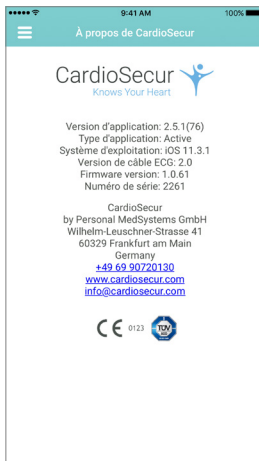 9:41 AM
100%
À propos de CardioSecur
CardioSecur
Knows Your Heart
Version d'application: 2.5.1(76)
Type d'application: Active
Système d'exploitation: iOS 11.3.1
Version de câble ECG: 2.0
Firmware version: 1.0.61
Numéro de série: 2261
CardioSecur
by Personal MedSystems GmbH
Wilhelm-Leuschner-Strasse 41
60329 Frankfurt am Main
Germany
+49 69 90720130
www.cardiosecur.com
info@cardiosecur.com
CE 0123 TÜV